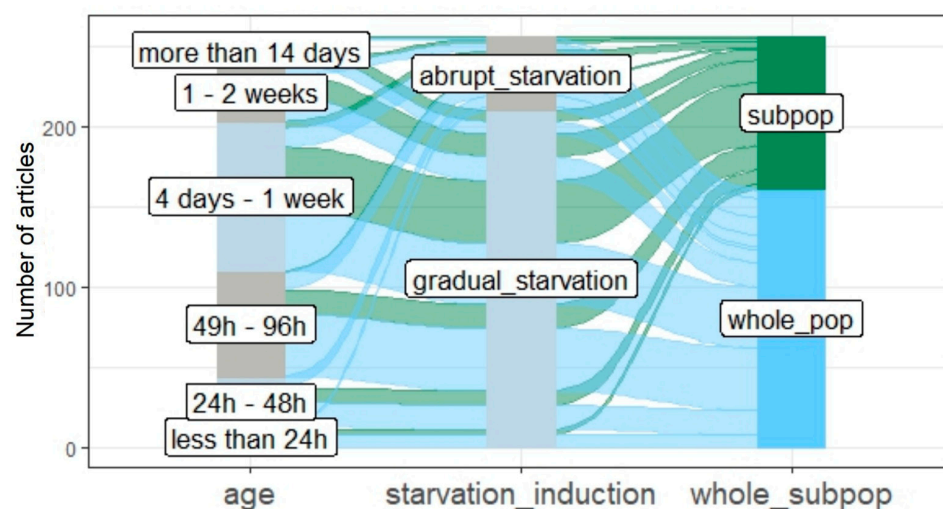 Number of articles
200
100
0
more than 14 days
1 - 2 weeks
4 days - 1 week
49h - 96h
24h - 48h
less than 24h
abrupt_starvation
gradual_starvation
subpop
whole_pop
age
starvation_induction
whole_subpop